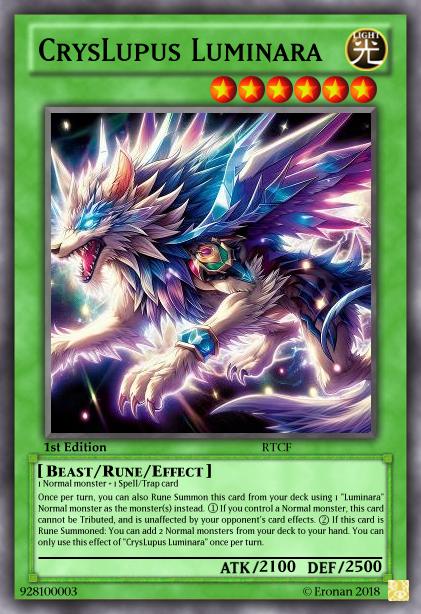 CrysLupus Luminara
LIGHT
光
1st Edition
RTCF
[ Beast/Rune/Effect ]
1 Normal monster + 1 Spell/Trap card
Once per turn, you can also Rune Summon this card from your deck using 1 "Luminara"
Normal monster as the monster(s) instead. ① If you control a Normal monster, this card
cannot be Tributed, and is unaffected by your opponent's card effects. ② If this card is
Rune Summoned: You can add 2 Normal monsters from your deck to your hand. You can
only use this effect of "CrysLupus Luminara" once per turn.
ATK/2100 DEF/2500
928100003
© Eronan 2018